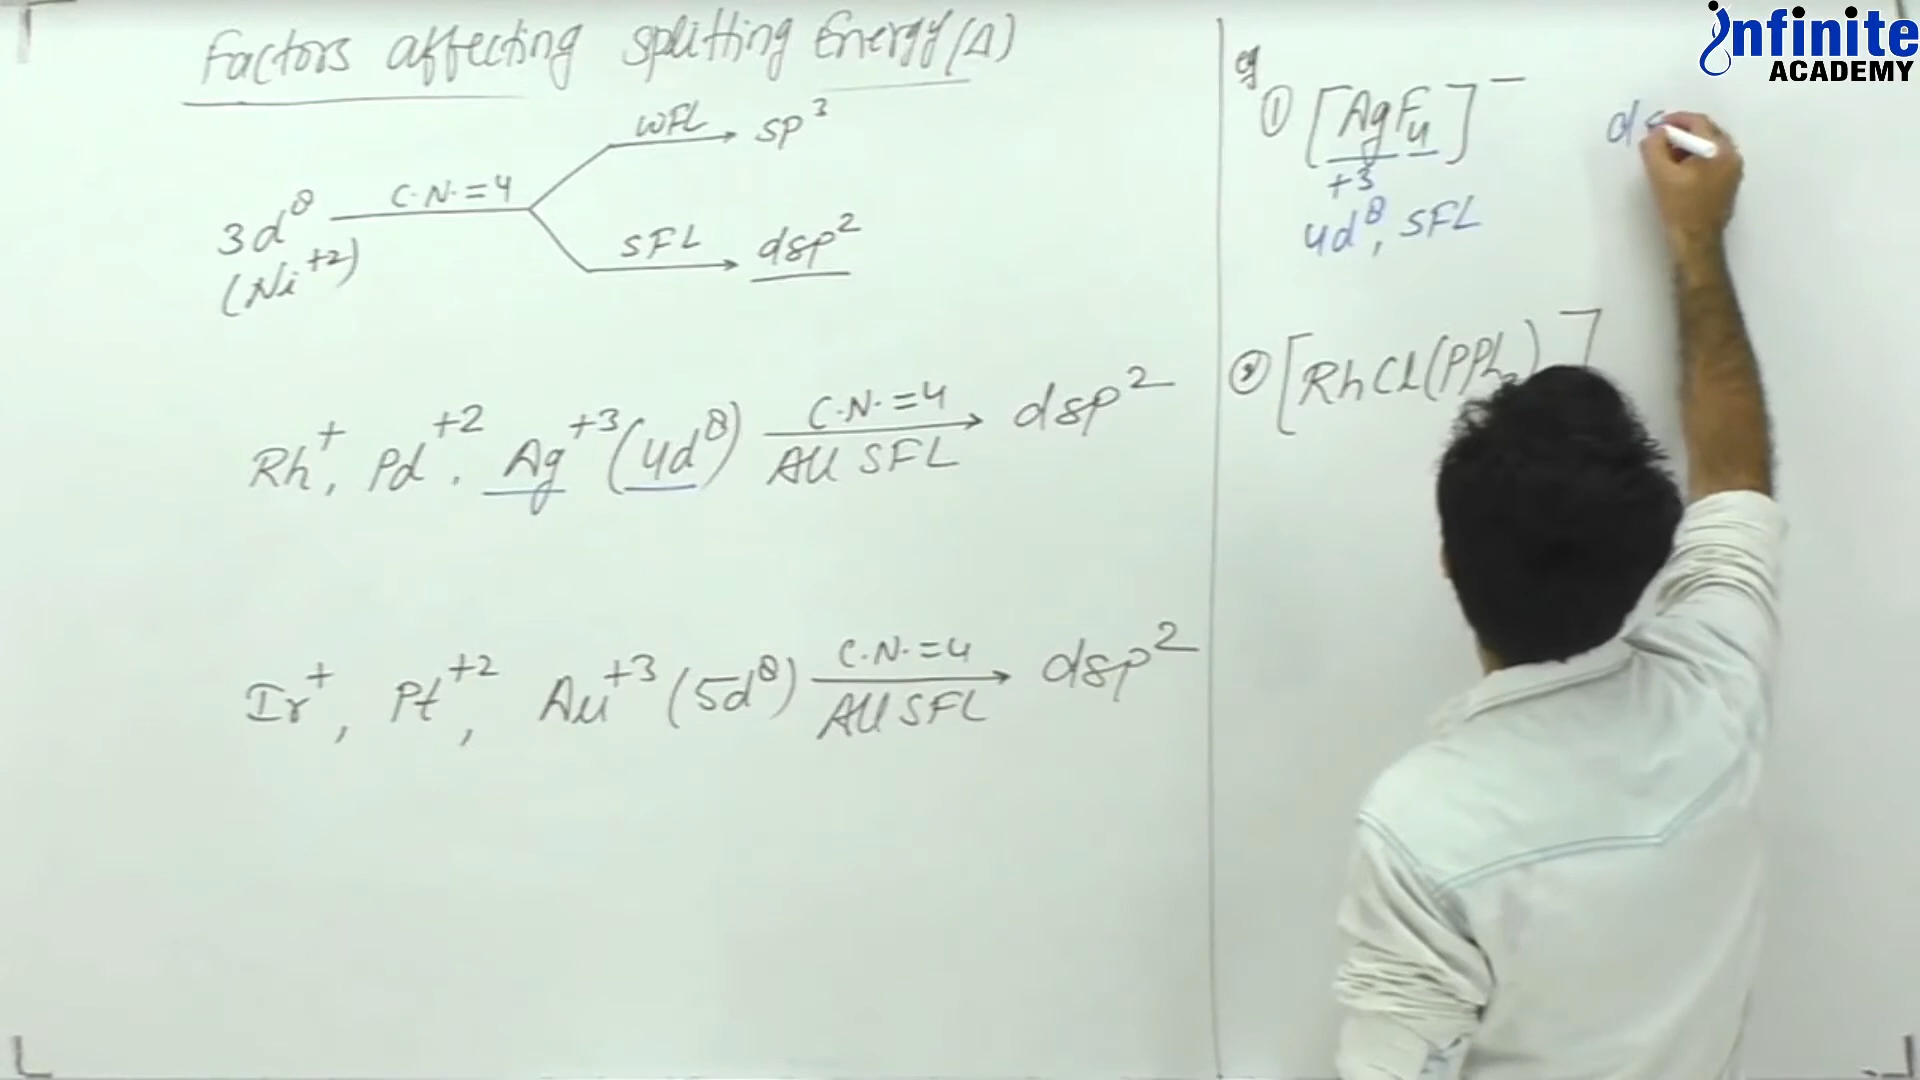 Factors affecting splitting Energy (Δ)
3d⁸ C.N.=4 WFL sp³
(Ni⁺²) SFL dsp²
Rh⁺, Pd⁺², Ag⁺³ (4d⁸) C.N.=4 All SFL dsp²
Ir⁺, Pt⁺², Au⁺³ (5d⁸) C.N.=4 All SFL dsp²
eg
① [AgF₄]⁻ ds
+3
4d⁸, SFL
② [RhCl(PPh₃)]
infinite
ACADEMY